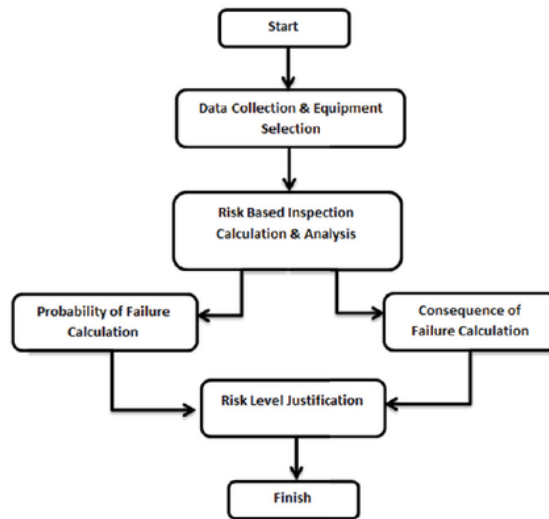 Start
Data Collection & Equipment
Selection
Risk Based Inspection
Calculation & Analysis
Probability of Failure
Calculation
Consequence of
Failure Calculation
Risk Level Justification
Finish